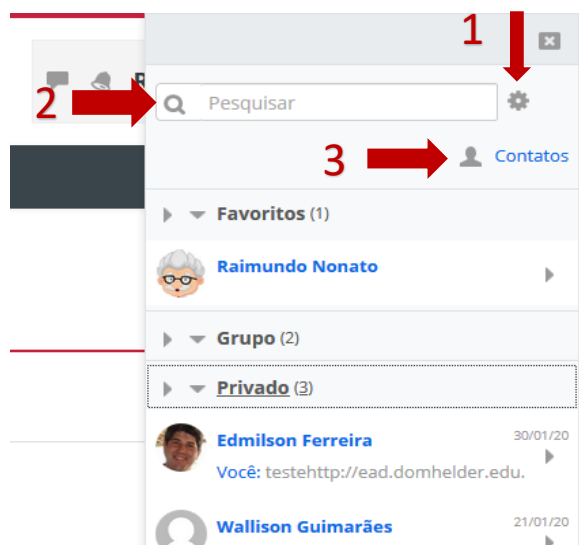 1
2
Pesquisar
3
Contatos
Favoritos (1)
Raimundo Nonato
Grupo (2)
Privado (3)
Edmilson Ferreira
30/01/20
Você: testehttp://ead.domhelder.edu.
Wallison Guimarães
21/01/20